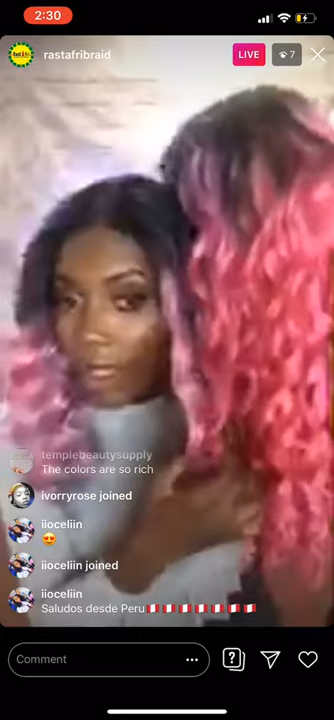 2:30
rastafribraid
LIVE
7
templebeautysupply
The colors are so rich
ivorryrose joined
iioceliin
😍
iioceliin joined
iioceliin
Saludos desde Peru🇵🇪🇵🇪🇵🇪🇵🇪🇵🇪🇵🇪🇵🇪
Comment